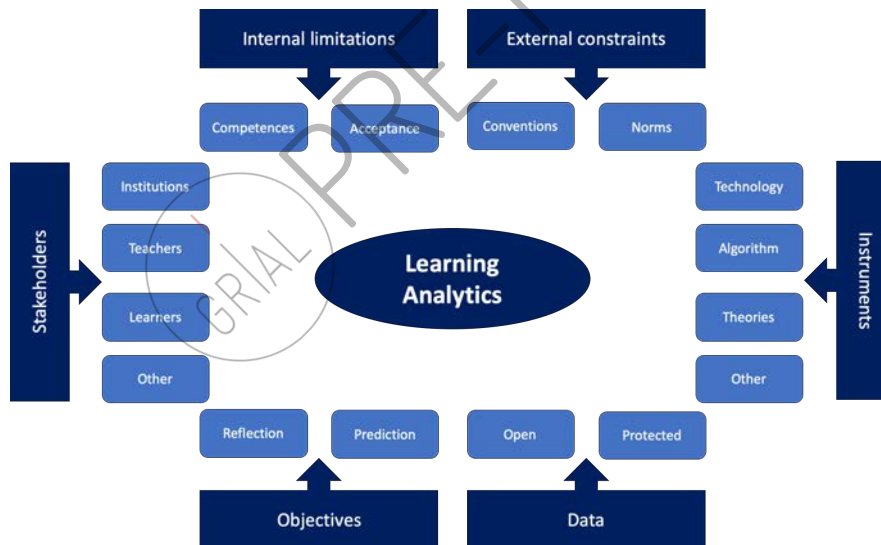 Internal limitations
External constraints
Competences
Acceptance
Conventions
Norms
Stakeholders
Institutions
Teachers
Learners
Other
Learning
Analytics
Technology
Algorithm
Theories
Other
Instruments
Reflection
Prediction
Open
Protected
Objectives
Data
GRIAL
PRE-